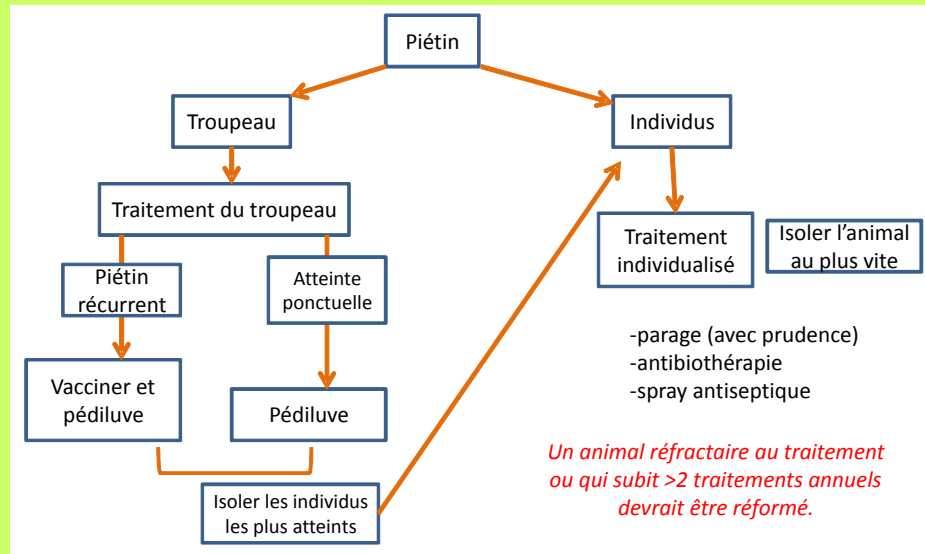 Piétin
Troupeau
Individus
Traitement du troupeau
Piétin
récurrent
Atteinte
ponctuelle
Vacciner et
pédiluve
Pédiluve
Isoler les individus
les plus atteints
Traitement
individualisé
Isoler l’animal
au plus vite
-parage (avec prudence)
-antibiothérapie
-spray antiseptique
Un animal réfractaire au traitement
ou qui subit >2 traitements annuels
devrait être réformé.